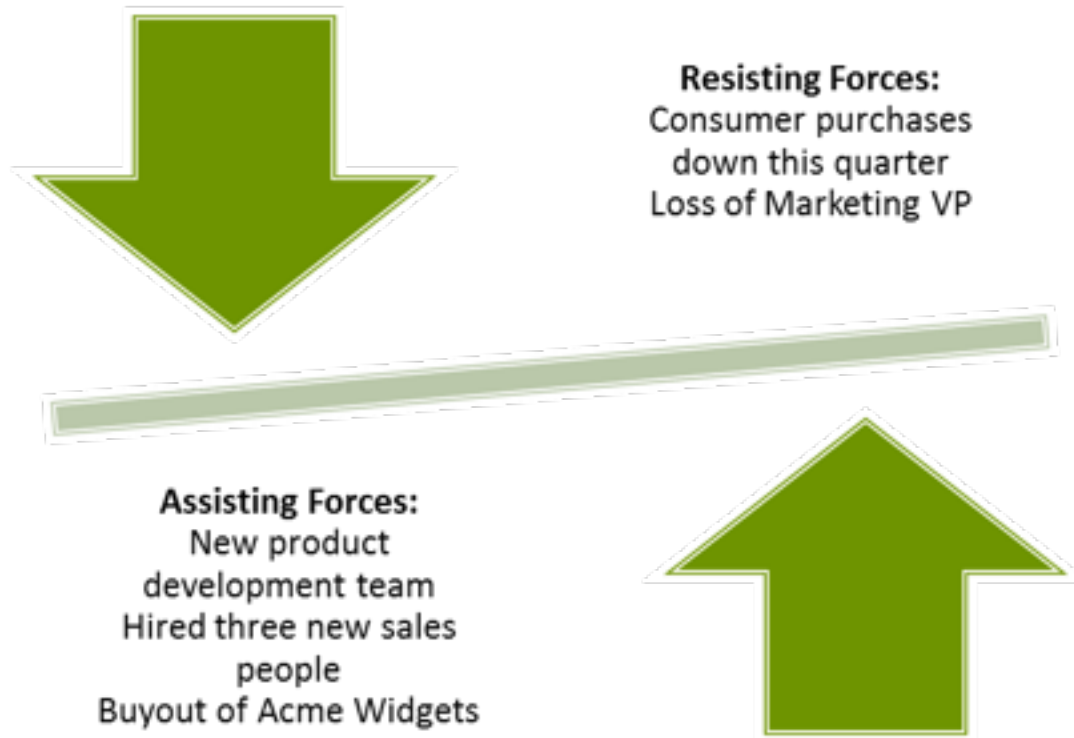 Resisting Forces:
Consumer purchases
down this quarter
Loss of Marketing VP
Assisting Forces:
New product
development team
Hired three new sales
people
Buyout of Acme Widgets